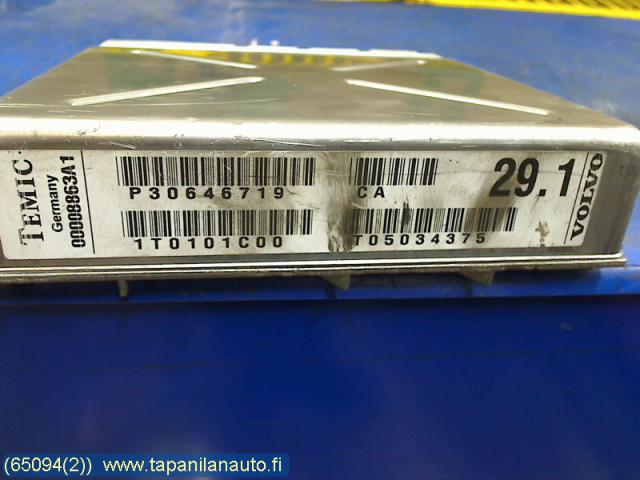 TEMIC
Germany
00008863A1
P30646719
CA
29.1
1T0101C00
T05034375
VOLVO
(65094(2)) www.tapanilanauto.fi